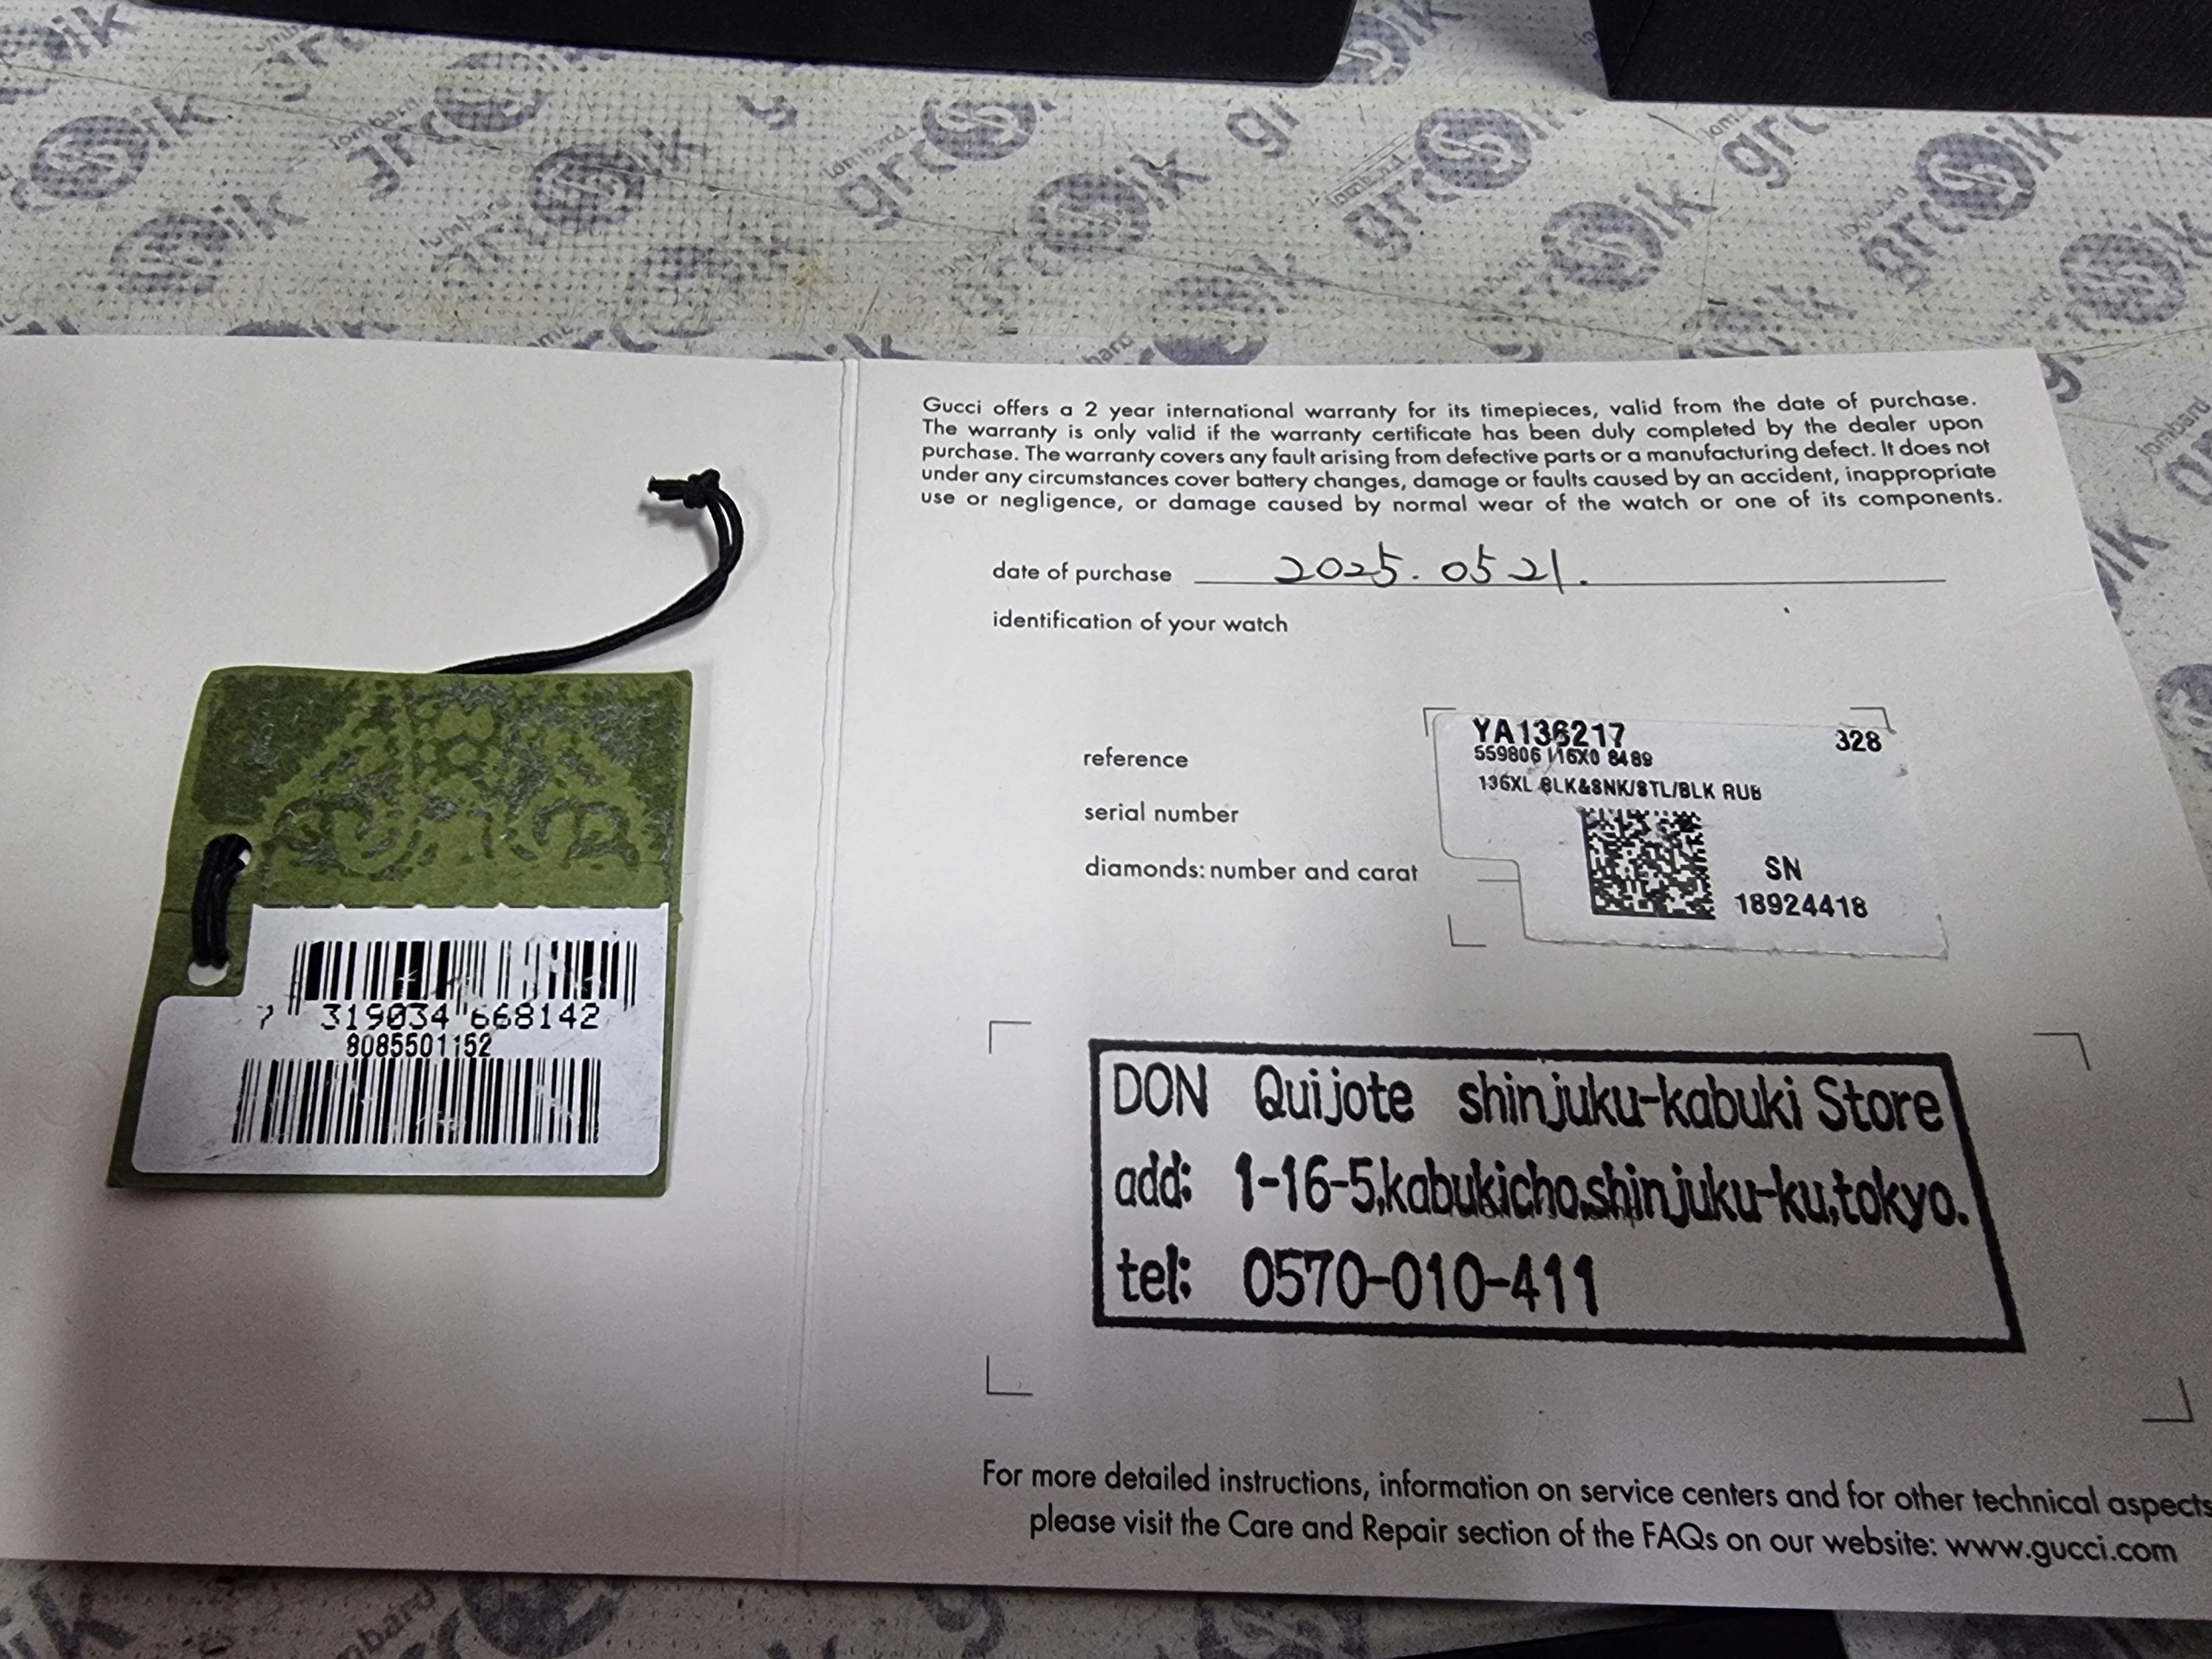 Gucci offers a 2 year international warranty for its timepieces, valid from the date of purchase.
The warranty is only valid if the warranty certificate has been duly completed by the dealer upon
purchase. The warranty covers any fault arising from defective parts or a manufacturing defect. It does not
under any circumstances cover battery changes, damage or faults caused by an accident, inappropriate
use or negligence, or damage caused by normal wear of the watch or one of its components.
date of purchase 2025.05 21.
identification of your watch
reference
serial number
diamonds: number and carat
YA136217 328
559806 I16X0 8489
136XL BLK&SNK/STL/BLK RUB
SN
18924418
7 319034 668142
8085501152
DON Quijote shinjuku-kabuki Store
add: 1-16-5,kabukicho,shinjuku-ku,tokyo.
tel: 0570-010-411
For more detailed instructions, information on service centers and for other technical aspects
please visit the Care and Repair section of the FAQs on our website: www.gucci.com